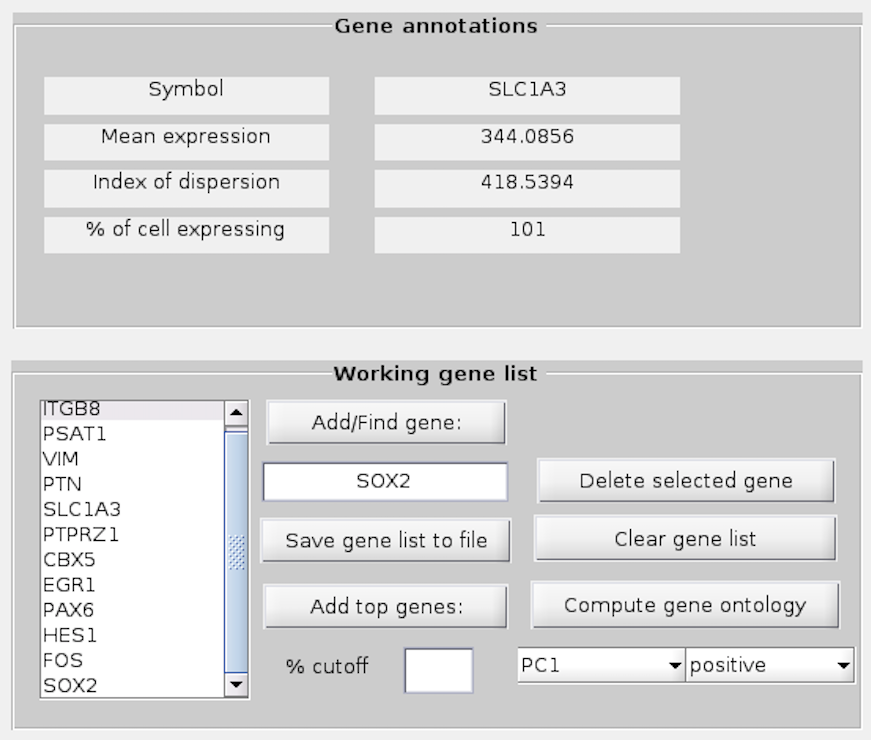 Gene annotations
Symbol SLC1A3
Mean expression 344.0856
Index of dispersion 418.5394
% of cell expressing 101
Working gene list
ITGB8
PSAT1
VIM
PTN
SLC1A3
PTPRZ1
CBX5
EGR1
PAX6
HES1
FOS
SOX2
Add/Find gene:
SOX2
Delete selected gene
Save gene list to file
Clear gene list
Add top genes:
Compute gene ontology
% cutoff
PC1
positive